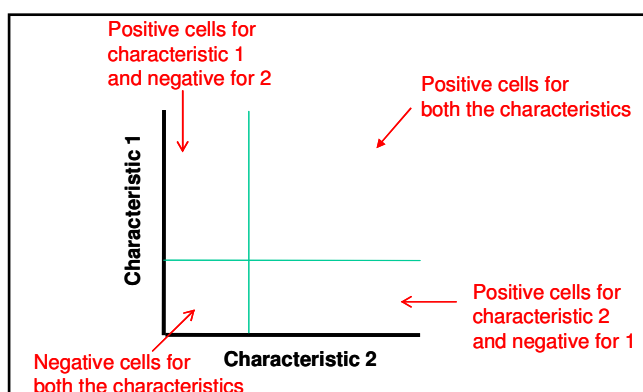 Positive cells for
characteristic 1
and negative for 2
Positive cells for
both the characteristics
Characteristic 1
Positive cells for
characteristic 2
and negative for 1
Negative cells for
both the characteristics
Characteristic 2